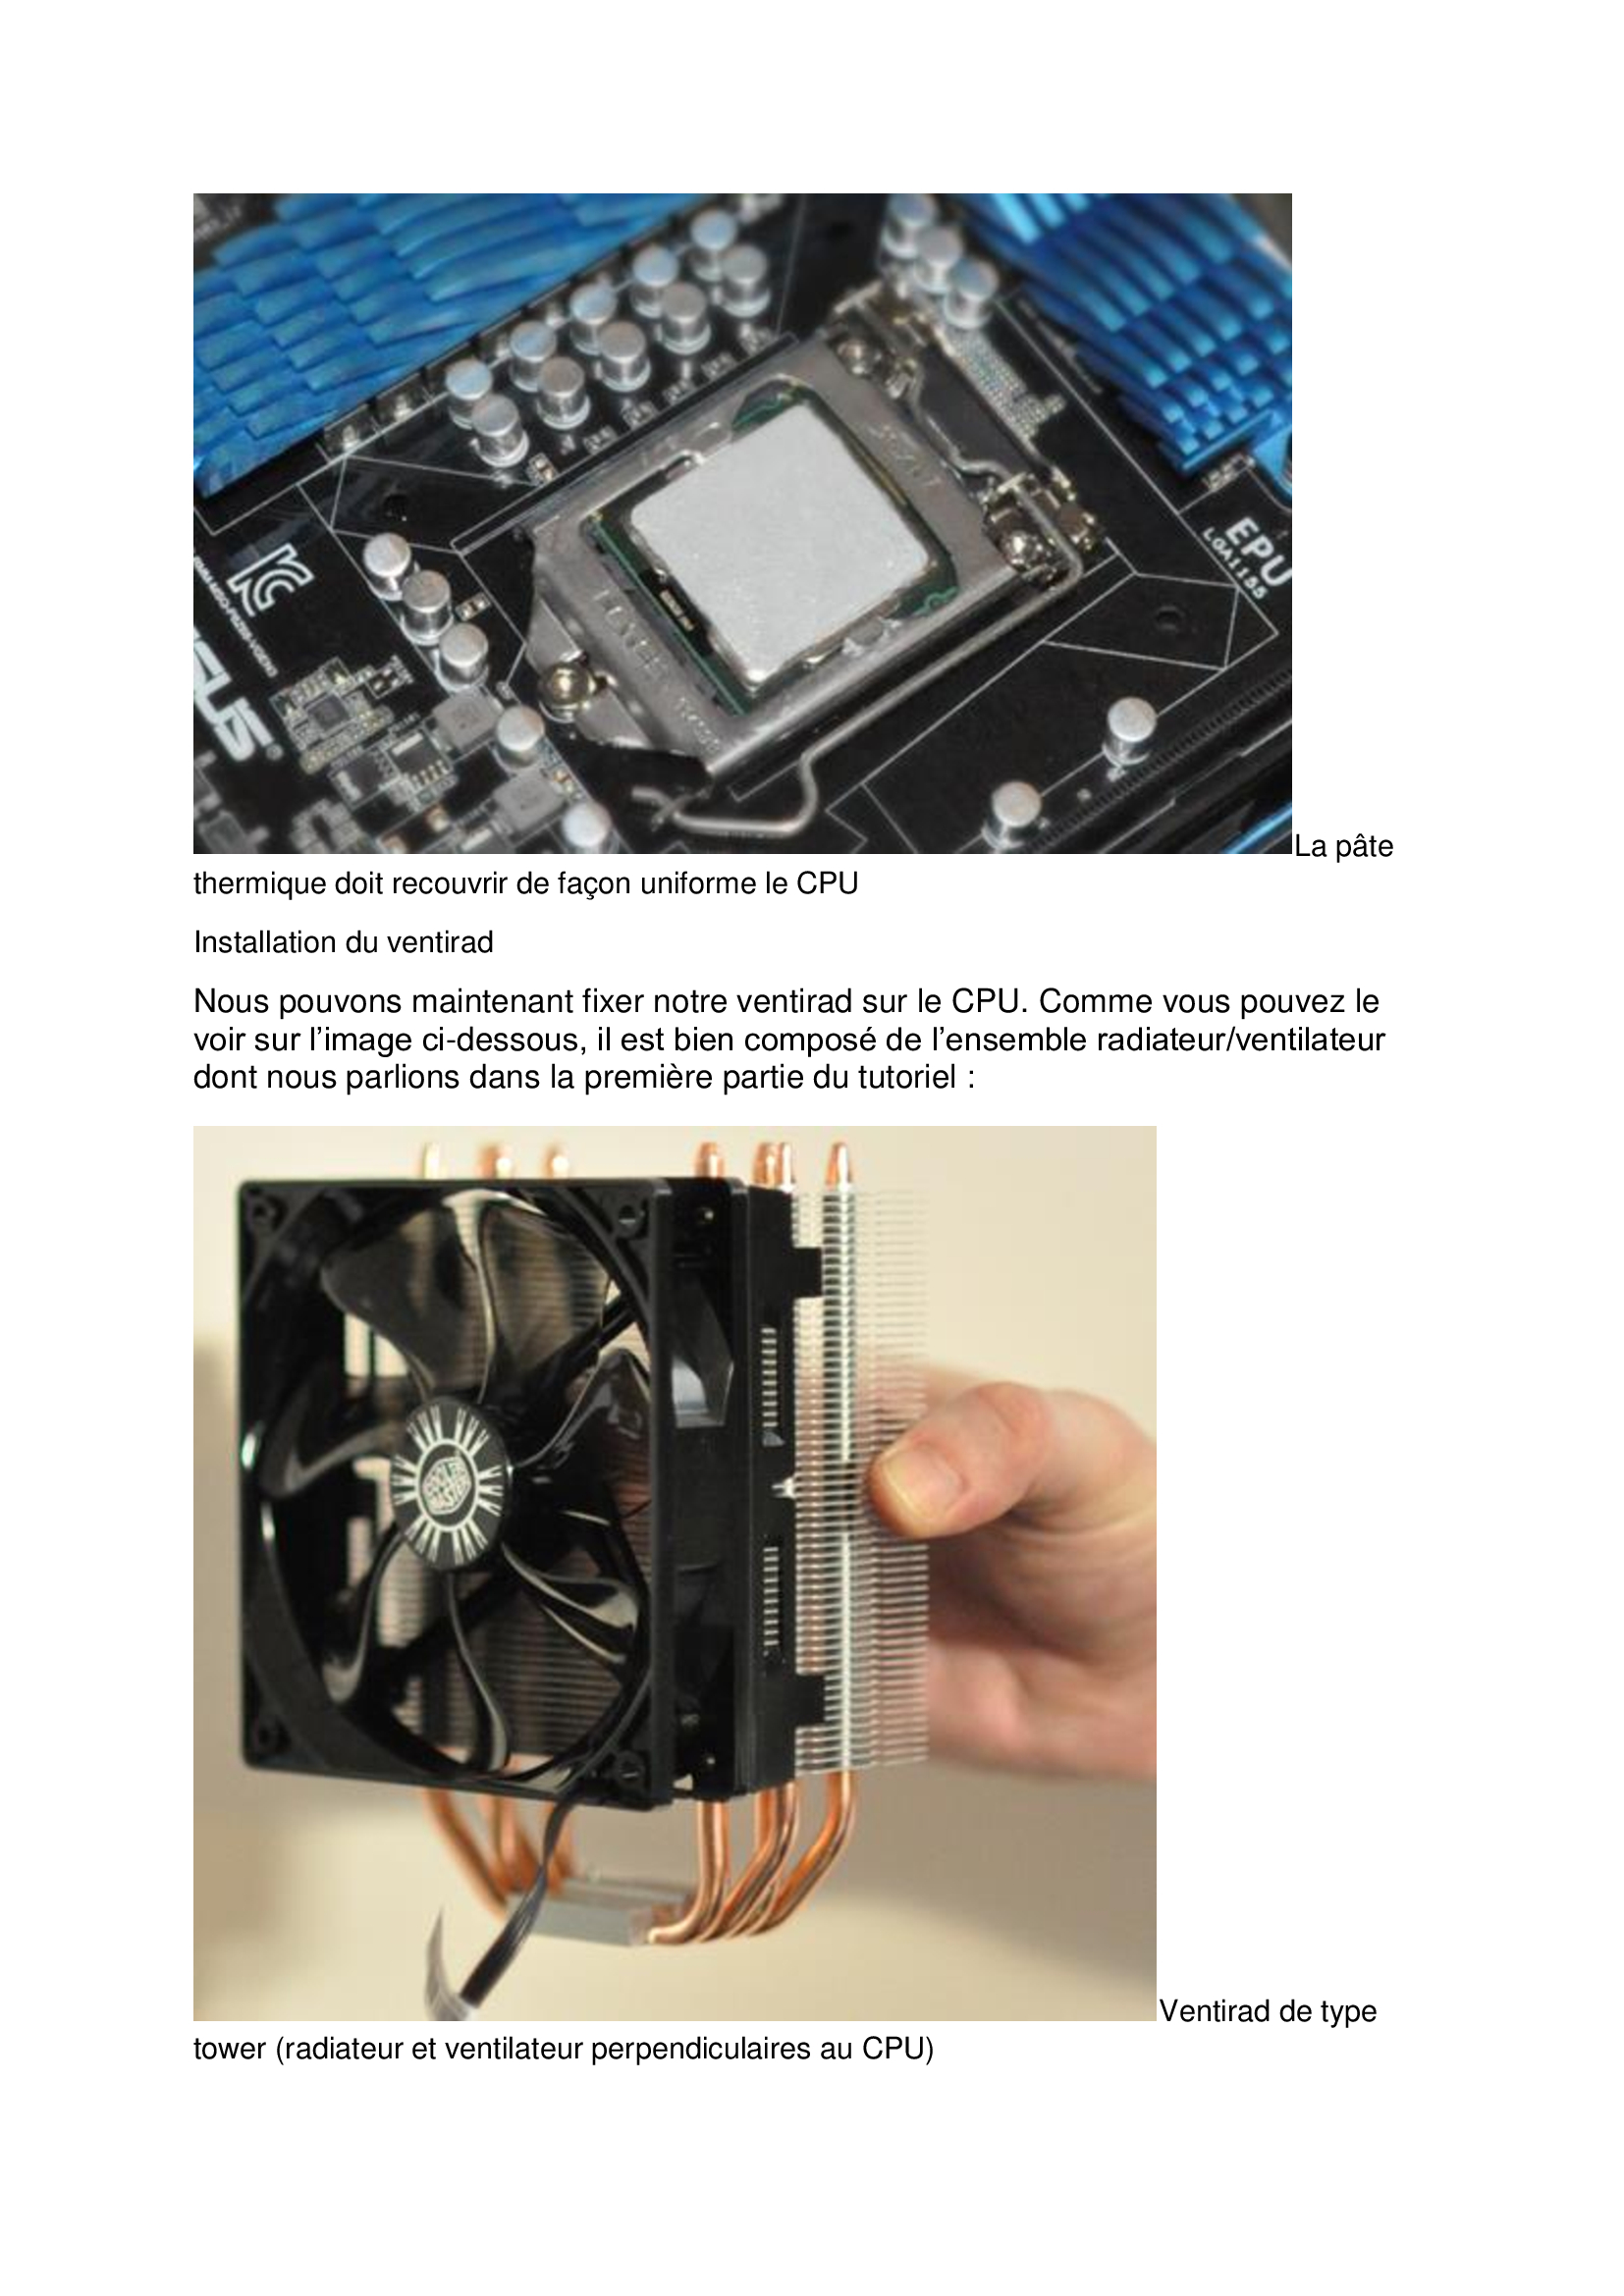 EPU
LGA1155
La pâte
thermique doit recouvrir de façon uniforme le CPU
Installation du ventirad
Nous pouvons maintenant fixer notre ventirad sur le CPU. Comme vous pouvez le
voir sur l’image ci-dessous, il est bien composé de l’ensemble radiateur/ventilateur
dont nous parlions dans la première partie du tutoriel :
COOLER
MASTER
Ventirad de type
tower (radiateur et ventilateur perpendiculaires au CPU)